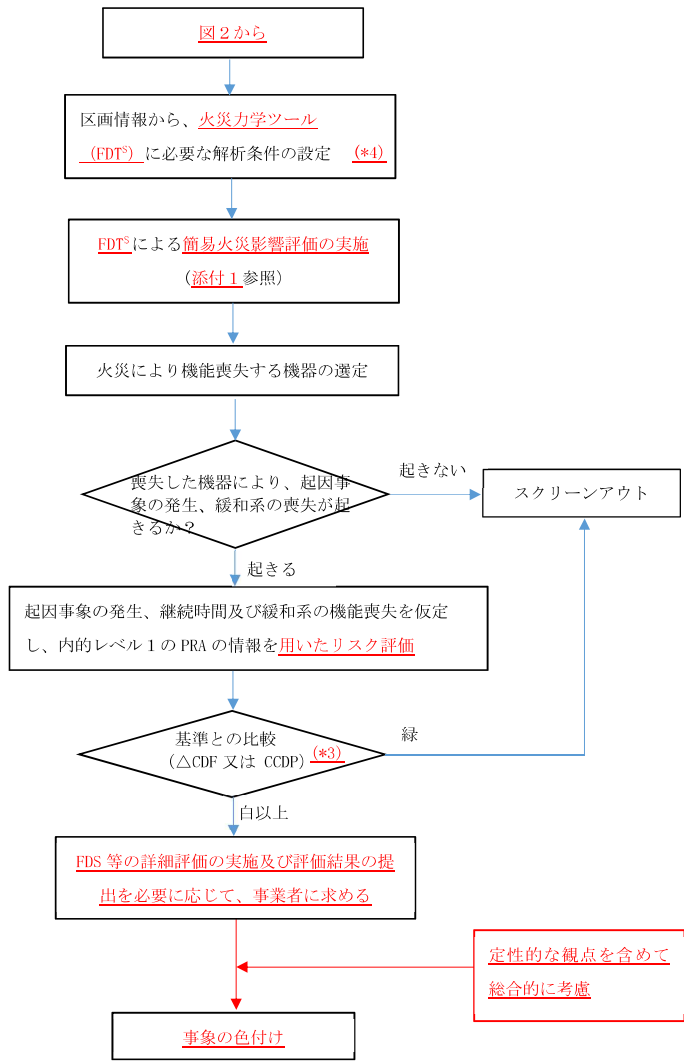 図２から
区画情報から、火災力学ツール
（FDTˢ）に必要な解析条件の設定　(*4)
FDTˢによる簡易火災影響評価の実施
（添付１参照）
火災により機能喪失する機器の選定
喪失した機器により、起因事
象の発生、緩和系の喪失が起
きるか？
起きない
スクリーンアウト
起きる
起因事象の発生、継続時間及び緩和系の機能喪失を仮定
し、内的レベル１の PRA の情報を用いたリスク評価
基準との比較
（△CDF 又は CCDP）(*3)
緑
白以上
FDS 等の詳細評価の実施及び評価結果の提
出を必要に応じて、事業者に求める
定性的な観点を含めて
総合的に考慮
事象の色付け